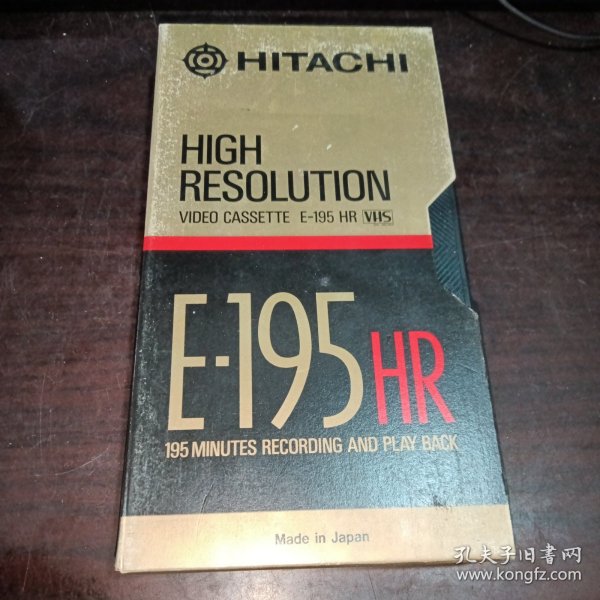 HITACHI
HIGH
RESOLUTION
VIDEO CASSETTE E-195 HR VHS
E-195HR
195 MINUTES RECORDING AND PLAY BACK
Made in Japan
孔夫子旧书网
www.kongfz.com